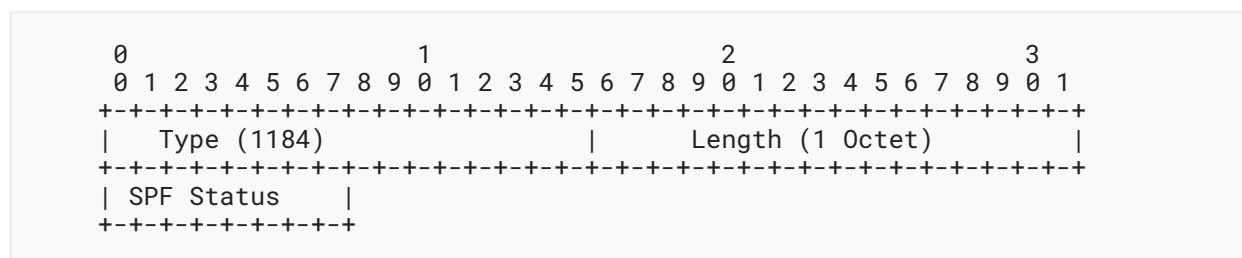 0                   1                   2                   3
 0 1 2 3 4 5 6 7 8 9 0 1 2 3 4 5 6 7 8 9 0 1 2 3 4 5 6 7 8 9 0 1
+-+-+-+-+-+-+-+-+-+-+-+-+-+-+-+-+-+-+-+-+-+-+-+-+-+-+-+-+-+-+-+-+
|   Type (1184)                 |      Length (1 Octet)         |
+-+-+-+-+-+-+-+-+-+-+-+-+-+-+-+-+-+-+-+-+-+-+-+-+-+-+-+-+-+-+-+-+
| SPF Status    |
+-+-+-+-+-+-+-+-+